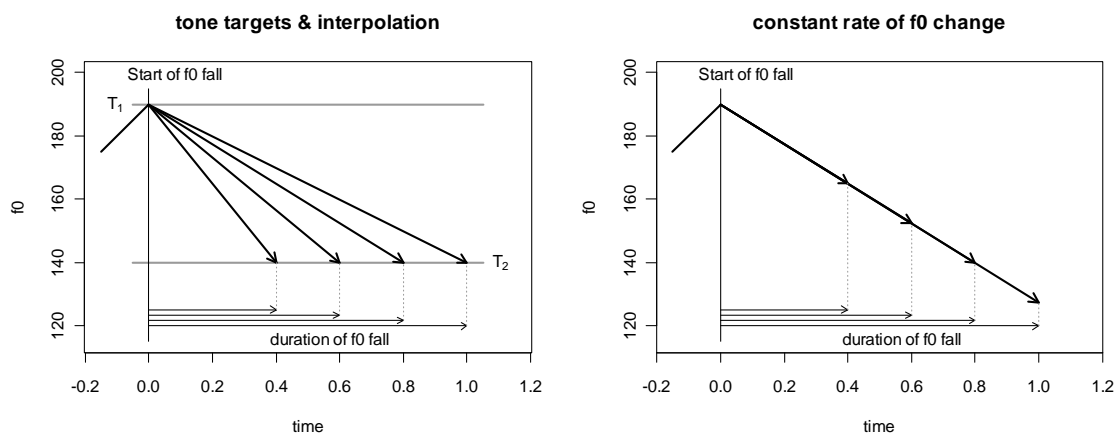 tone targets & interpolation
Start of f0 fall
T1
T2
duration of f0 fall
f0
200
180
160
140
120
-0.2 0.0 0.2 0.4 0.6 0.8 1.0 1.2
time
constant rate of f0 change
Start of f0 fall
duration of f0 fall
f0
200
180
160
140
120
-0.2 0.0 0.2 0.4 0.6 0.8 1.0 1.2
time